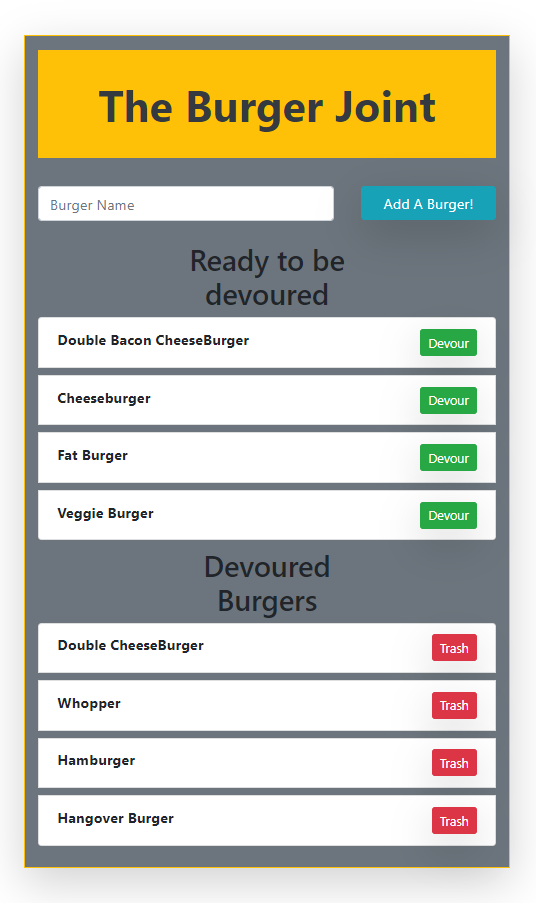 The Burger Joint
Burger Name
Add A Burger!
Ready to be
devoured
Double Bacon CheeseBurger
Devour
Cheeseburger
Devour
Fat Burger
Devour
Veggie Burger
Devour
Devoured
Burgers
Double CheeseBurger
Trash
Whopper
Trash
Hamburger
Trash
Hangover Burger
Trash